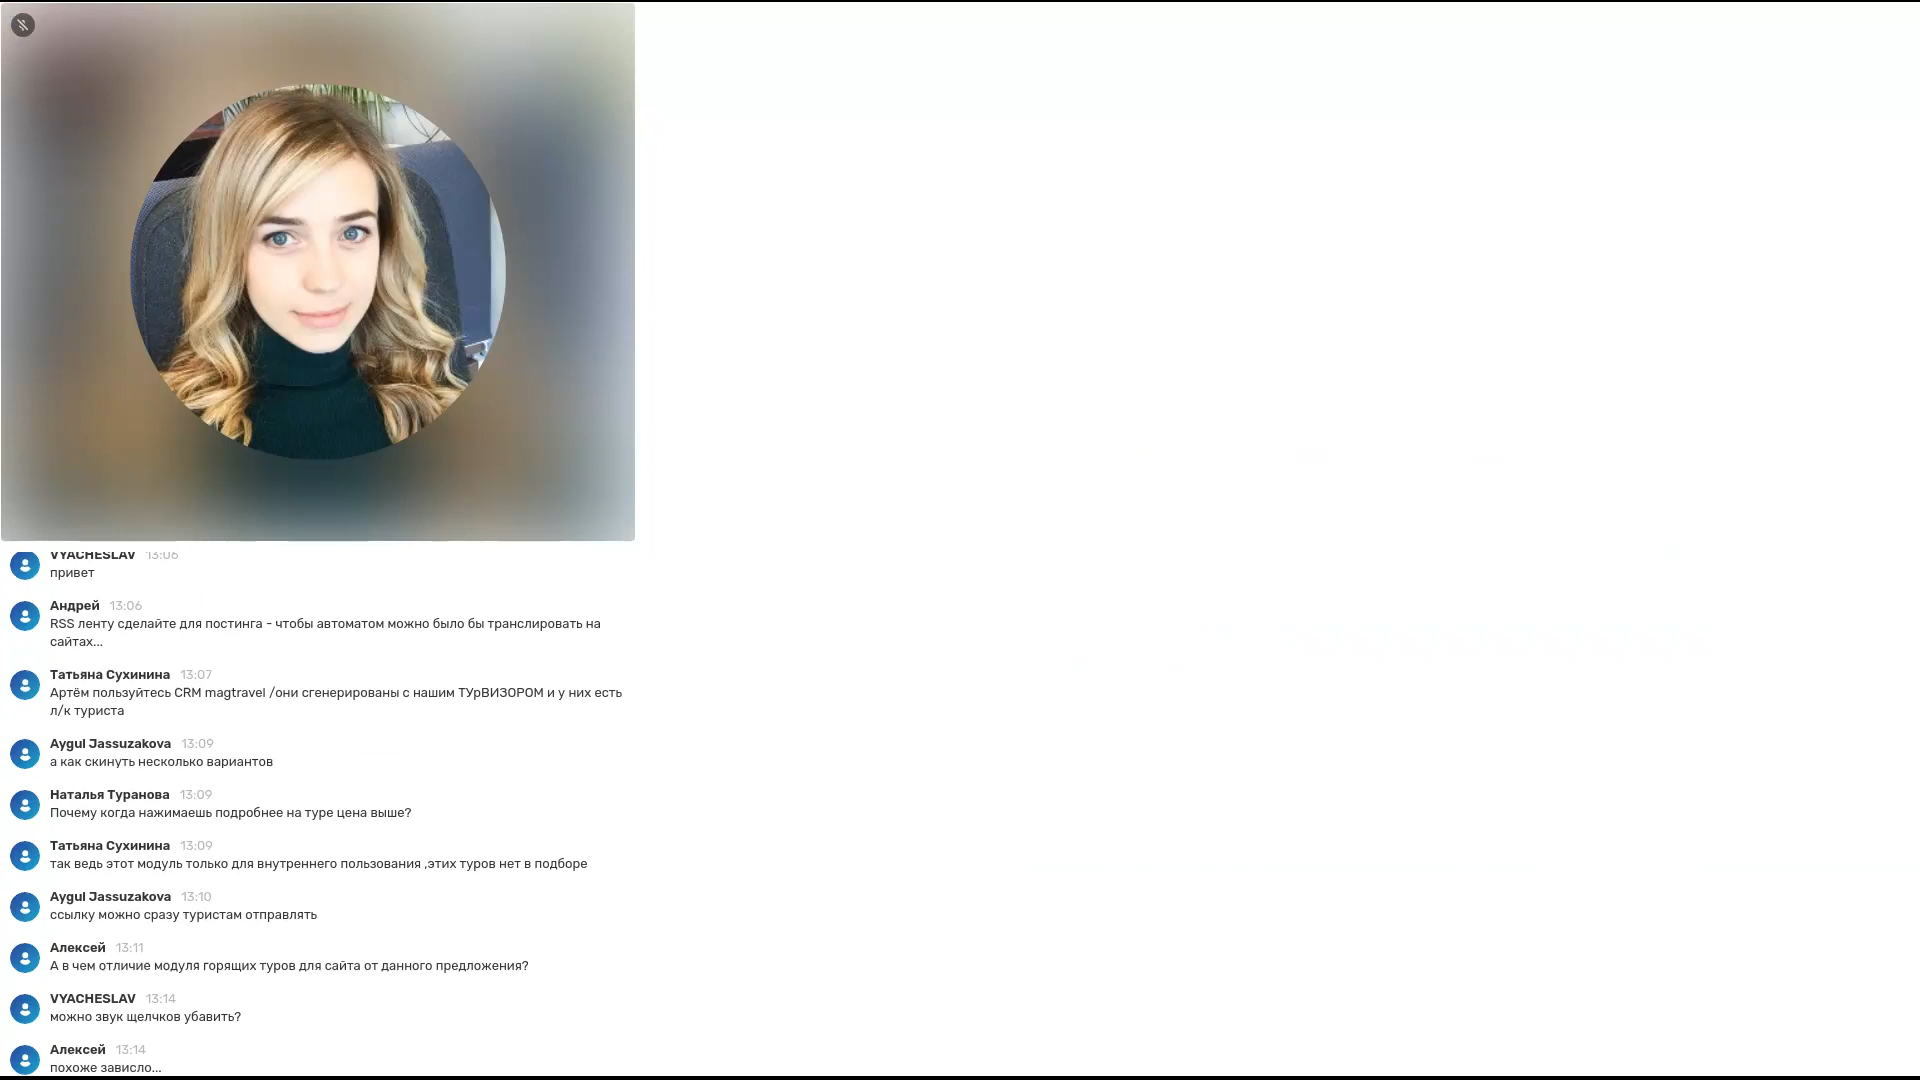 VYACHESLAV 13:06
привет
Андрей 13:06
RSS ленту сделайте для постинга - чтобы автоматом можно было бы транслировать на
сайтах...
Татьяна Сухинина 13:07
Артём пользуйтесь CRM magtravel /они сгенерированы с нашим ТУрВИЗОРОМ и у них есть
л/к туриста
Aygul Jassuzakova 13:09
а как скинуть несколько вариантов
Наталья Туранова 13:09
Почему когда нажимаешь подробнее на туре цена выше?
Татьяна Сухинина 13:09
так ведь этот модуль только для внутреннего пользования ,этих туров нет в подборе
Aygul Jassuzakova 13:10
ссылку можно сразу туристам отправлять
Алексей 13:11
А в чем отличие модуля горящих туров для сайта от данного предложения?
VYACHESLAV 13:14
можно звук щелчков убавить?
Алексей 13:14
похоже зависло...